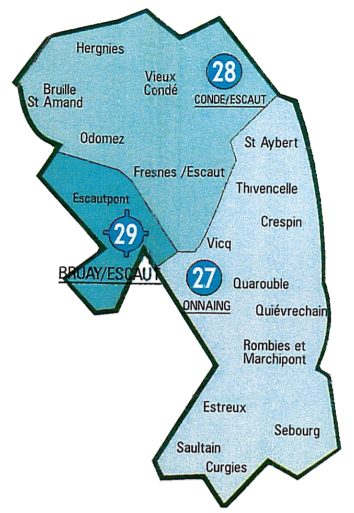 Hergnies
Vieux
Condé
28
CONDE/ESCAUT
Bruille
St Amand
Odomez
St Aybert
Fresnes /Escaut
Thivencelle
Escautpont
Crespin
29
Vicq
BRUAY/ESCAUT
27
ONNAING
Quarouble
Quiévrechain
Rombies et
Marchipont
Estreux
Sebourg
Saultain
Curgies